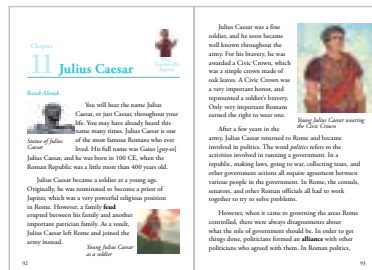 Chapter
11 Julius Caesar
Read-Aloud
You will hear the name Julius
Caesar, or just Caesar, throughout your
life. You may have already heard this
name many times. Julius Caesar is one
of the most famous Romans who ever
lived. His full name was Gaius [guy-es]
Julius Caesar, and he was born in 100 CE, when the
Roman Republic was a little more than 400 years old.
Statue of Julius
Caesar
Julius Caesar became a soldier at a young age.
Originally, he was nominated to become a priest of
Jupiter, which was a very powerful religious position
in Rome. However, a family feud
erupted between his family and another
important patrician family. As a result,
Julius Caesar left Rome and joined the
army instead.
Young Julius Caesar
as a soldier
92
Julius Caesar was a fine
soldier, and he soon became
well known throughout the
army. For his bravery, he was
awarded a Civic Crown, which
was a simple crown made of
oak leaves. A Civic Crown was
a very important honor, and
represented a soldier's bravery.
Only very important Romans
earned the right to wear one.
Young Julius Caesar wearing
the Civic Crown
After a few years in the
army, Julius Caesar returned to Rome and became
involved in politics. The word politics refers to the
activities involved in running a government. In a
republic, making laws, going to war, collecting taxes, and
other government actions all require agreement between
various people in the government. In Rome, the consuls,
senators, and other Roman officials all had to work
together to try to solve problems.
However, when it came to governing the areas Rome
controlled, there were always disagreements about
what the role of government should be. In order to get
things done, politicians formed an alliance with other
politicians who agreed with them. In Roman politics,
93